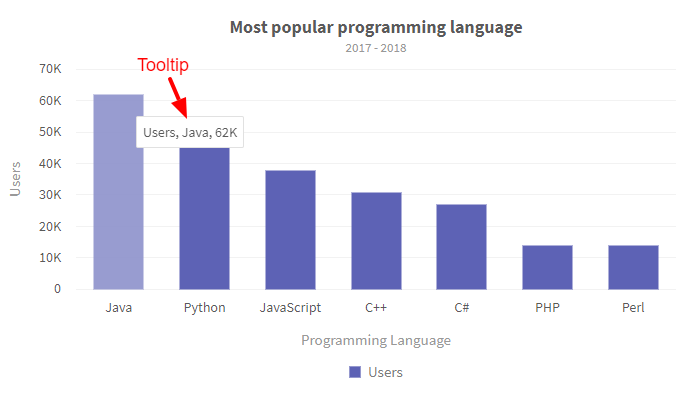 Most popular programming language
2017 - 2018
Tooltip
70K
60K
50K
40K
30K
20K
10K
0
Users
Users, Java, 62K
Java Python JavaScript C++ C# PHP Perl
Programming Language
Users